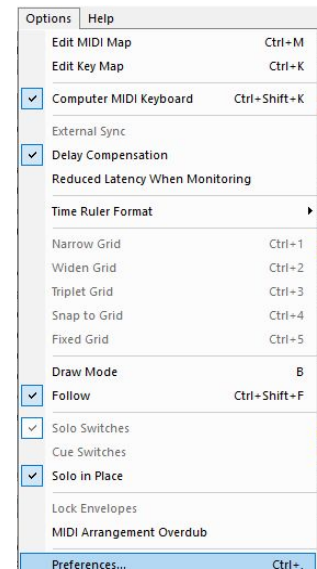 Options Help
Edit MIDI Map Ctrl+M
Edit Key Map Ctrl+K
Computer MIDI Keyboard Ctrl+Shift+K
External Sync
Delay Compensation
Reduced Latency When Monitoring
Time Ruler Format
Narrow Grid Ctrl+1
Widen Grid Ctrl+2
Triplet Grid Ctrl+3
Snap to Grid Ctrl+4
Fixed Grid Ctrl+5
Draw Mode B
Follow Ctrl+Shift+F
Solo Switches
Cue Switches
Solo in Place
Lock Envelopes
MIDI Arrangement Overdub
Preferences... Ctrl+,